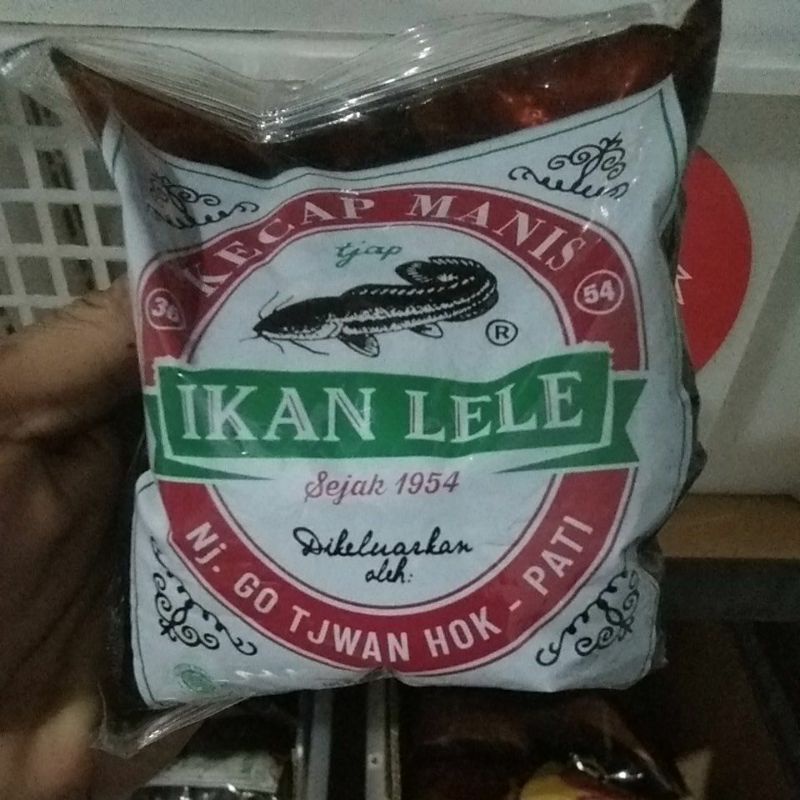 KECAP MANIS
tjap
36
54
®
IKAN LELE
Sejak 1954
Dikeluarkan
oleh:
Nj. GO TJWAN HOK - PATI